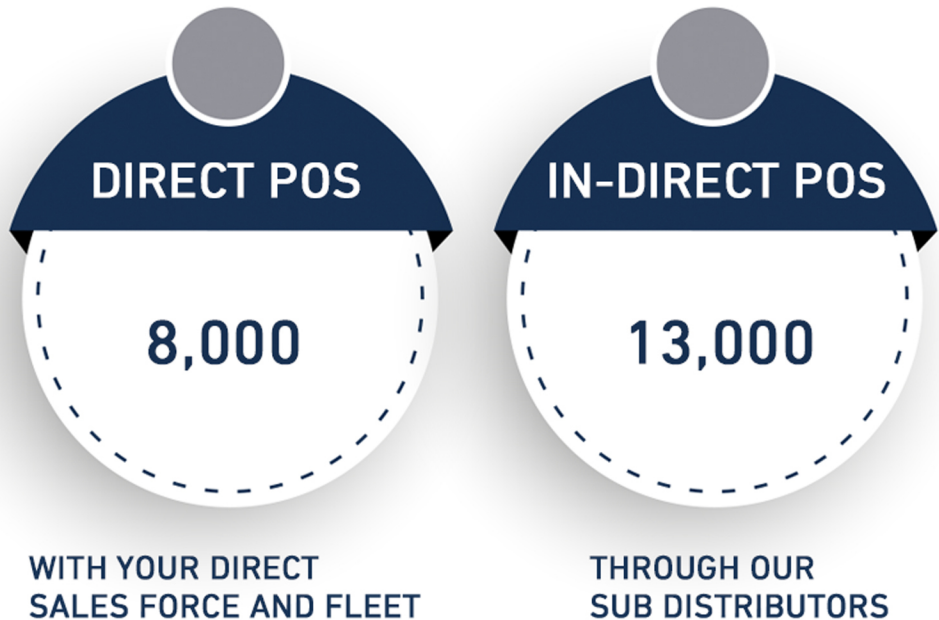 DIRECT POS
8,000
WITH YOUR DIRECT
SALES FORCE AND FLEET
IN-DIRECT POS
13,000
THROUGH OUR
SUB DISTRIBUTORS